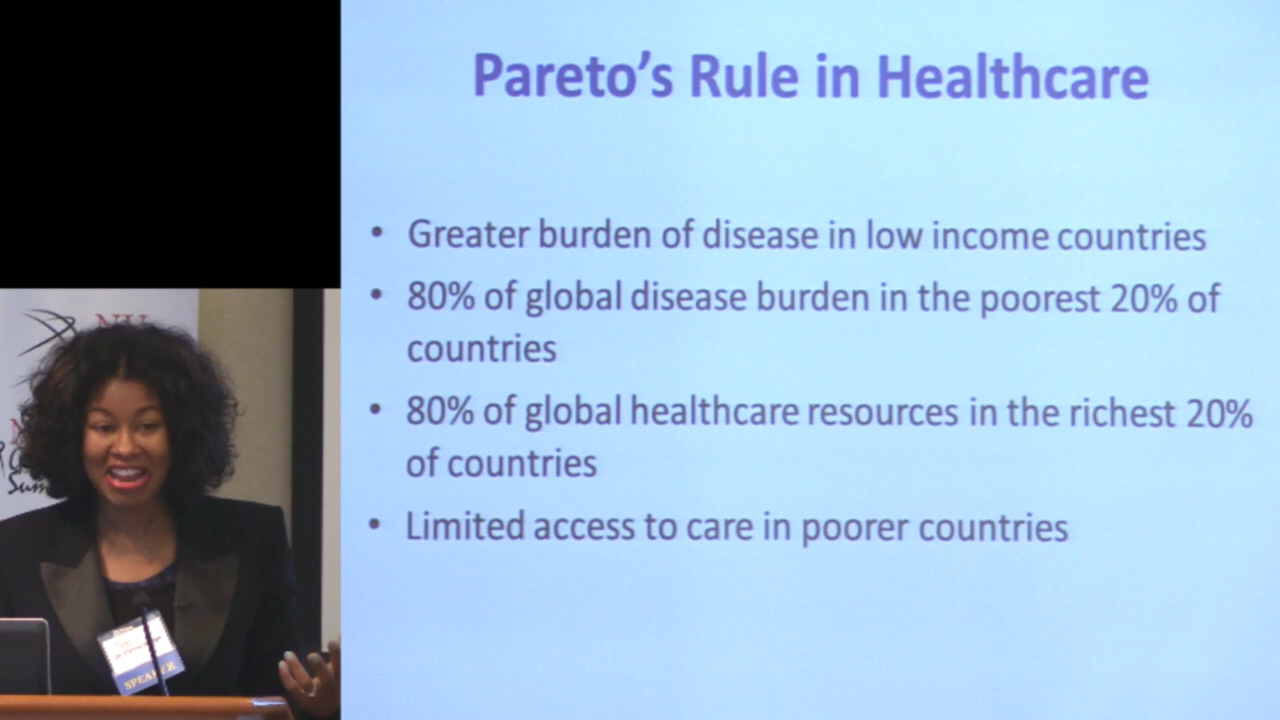 Pareto's Rule in Healthcare
• Greater burden of disease in low income countries
• 80% of global disease burden in the poorest 20% of
countries
• 80% of global healthcare resources in the richest 20%
of countries
• Limited access to care in poorer countries
SPEAKER